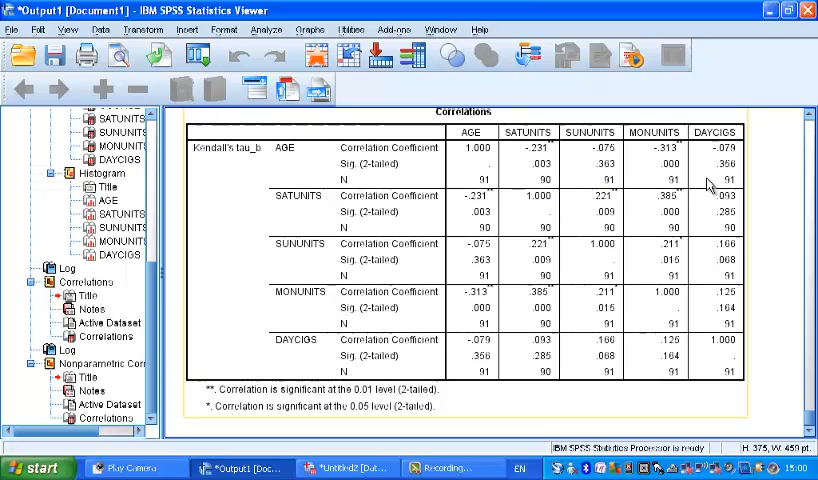 *Output1 [Document1] - IBM SPSS Statistics Viewer
File Edit View Data Transform Insert Format Analyze Graphs Utilities Add-ons Window Help
SATUNITS
SUNUNITS
MONUNITS
DAYCIGS
Histogram
Title
AGE
SATUNITS
SUNUNITS
MONUNITS
DAYCIGS
Log
Correlations
Title
Notes
Active Dataset
Correlations
Log
Nonparametric Corr
Title
Notes
Active Dataset
Correlations
Correlations
AGE SATUNITS SUNUNITS MONUNITS DAYCIGS
Kendall's tau_b AGE Correlation Coefficient 1.000 -.231** -.075 -.313** -.079
Sig. (2-tailed) . .003 .363 .000 .356
N 91 90 91 91 91
SATUNITS Correlation Coefficient -.231** 1.000 .221** .385** .093
Sig. (2-tailed) .003 . .009 .000 .285
N 90 90 90 90 90
SUNUNITS Correlation Coefficient -.075 .221** 1.000 .211* .166
Sig. (2-tailed) .363 .009 . .015 .068
N 91 90 91 91 91
MONUNITS Correlation Coefficient -.313** .385** .211* 1.000 .125
Sig. (2-tailed) .000 .000 .015 . .164
N 91 90 91 91 91
DAYCIGS Correlation Coefficient -.079 .093 .166 .125 1.000
Sig. (2-tailed) .356 .285 .068 .164 .
N 91 90 91 91 91
**. Correlation is significant at the 0.01 level (2-tailed).
*. Correlation is significant at the 0.05 level (2-tailed).
IBM SPSS Statistics Processor is ready H: 375, W: 459 pt.
start Play Camera *Output1 [Doc... *Untitled2 [Dat... Recording... EN 15:00